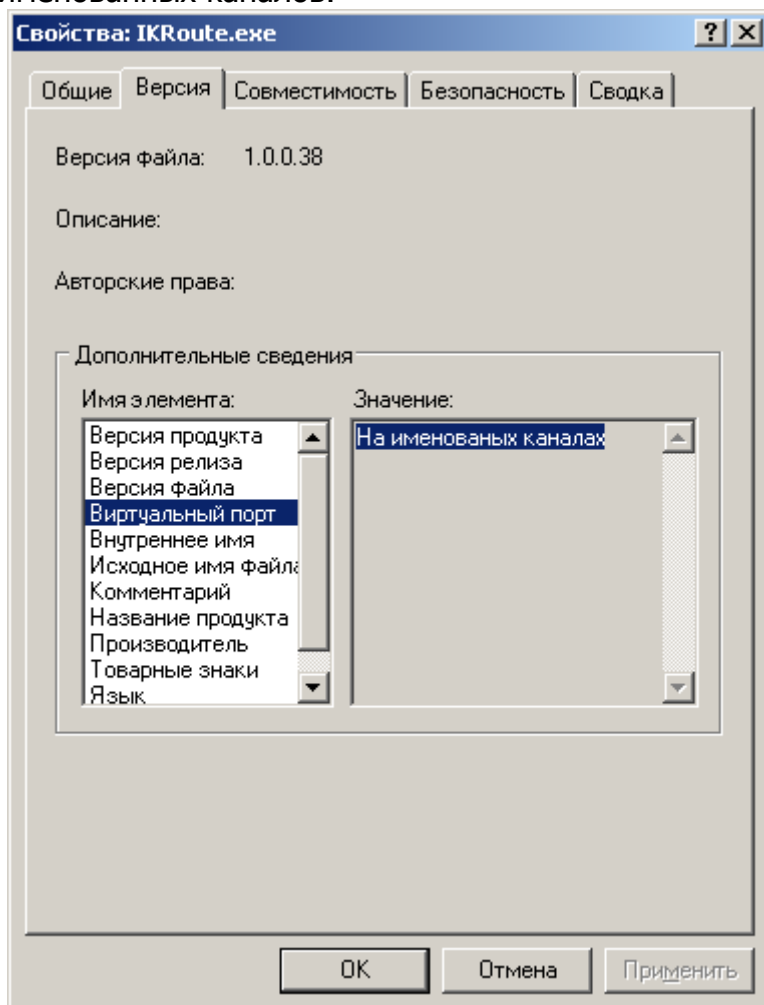 именованных каналов.
Свойства: IKRoute.exe
Общие Версия Совместимость Безопасность Сводка
Версия файла: 1.0.0.38
Описание:
Авторские права:
Дополнительные сведения
Имя элемента: Значение:
Версия продукта На именованых каналах
Версия релиза
Версия файла
Виртуальный порт
Внутреннее имя
Исходное имя файла
Комментарий
Название продукта
Производитель
Товарные знаки
Язык
OK Отмена Применить